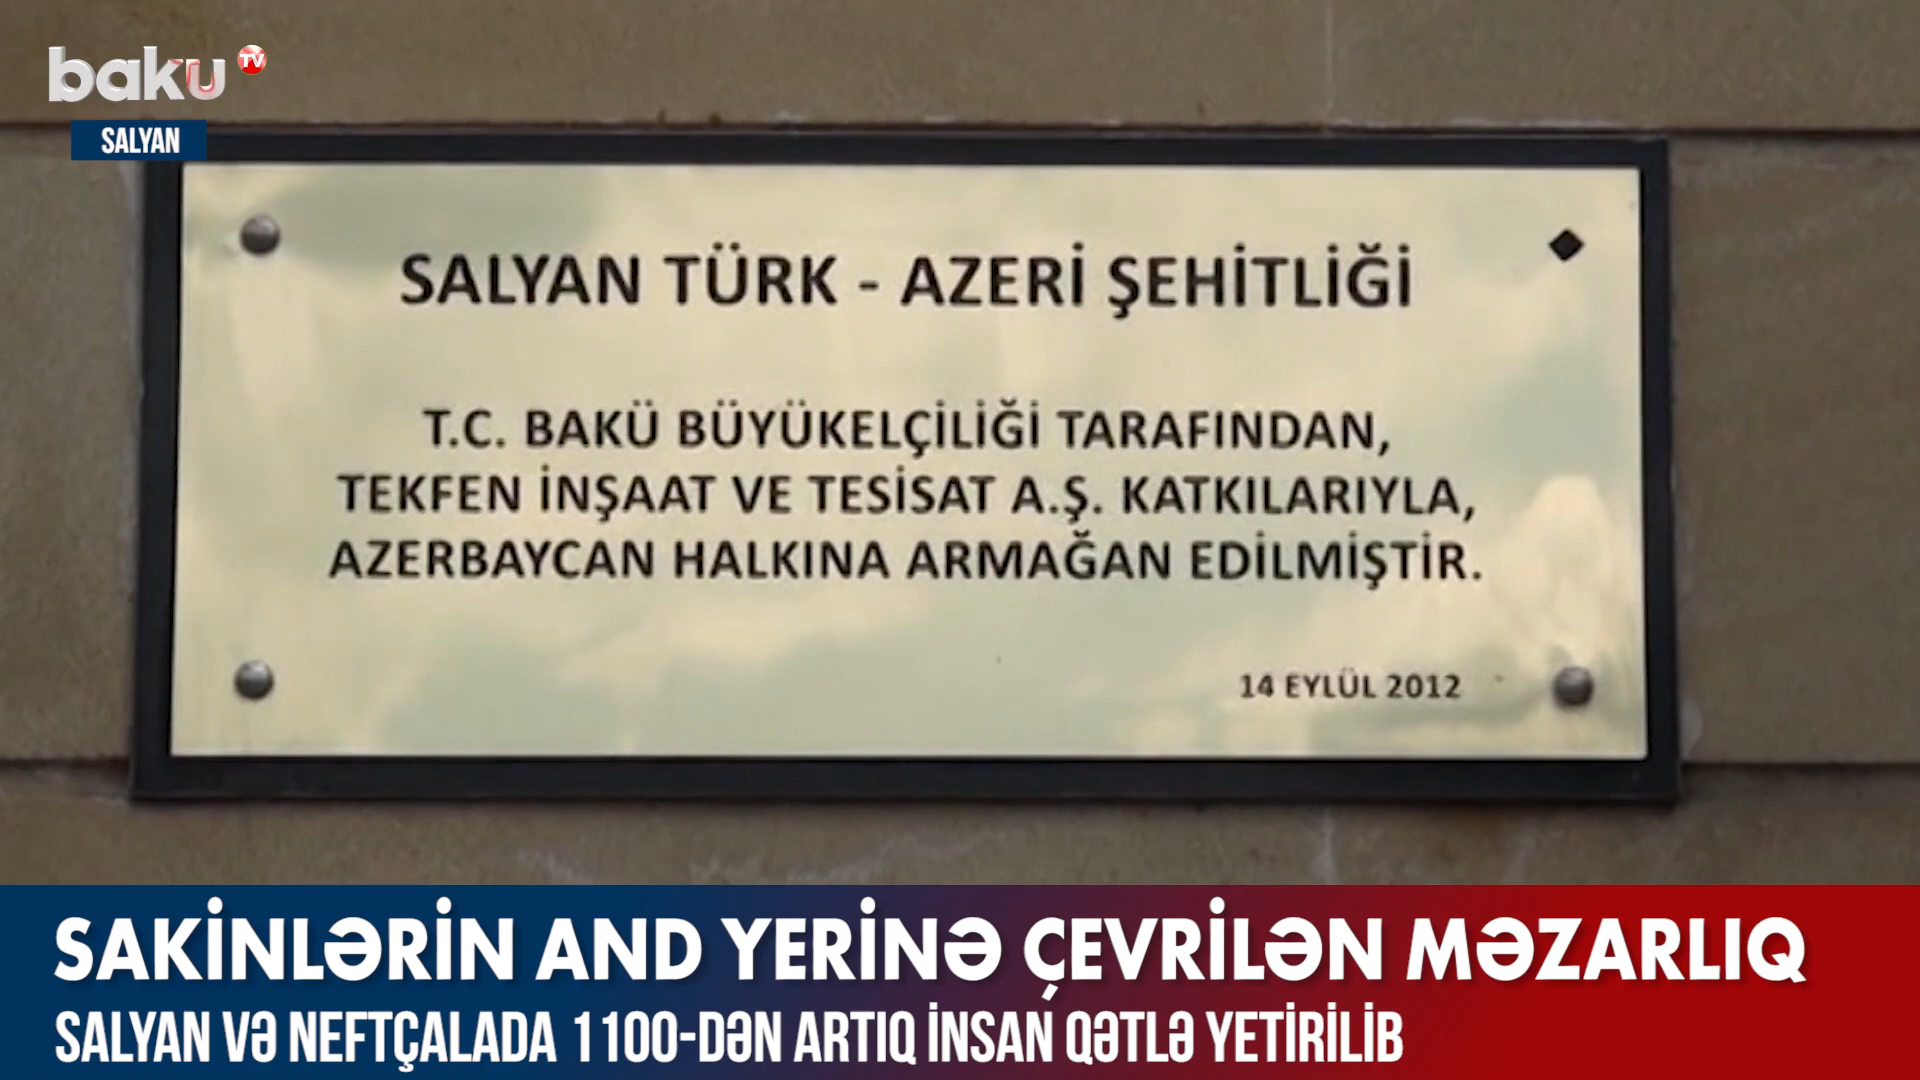 baku TV
SALYAN
SALYAN TÜRK - AZERİ ŞEHİTLİĞİ
T.C. BAKÜ BÜYÜKELÇİLİĞİ TARAFINDAN,
TEKFEN İNŞAAT VE TESİSAT A.Ş. KATKILARIYLA,
AZERBAYCAN HALKINA ARMAĞAN EDİLMİŞTİR.
14 EYLÜL 2012
SAKİNLƏRİN AND YERİNƏ ÇEVRİLƏN MƏZARLIQ
SALYAN VƏ NEFTÇALADA 1100-DƏN ARTIQ İNSAN QƏTLƏ YETİRİLİB